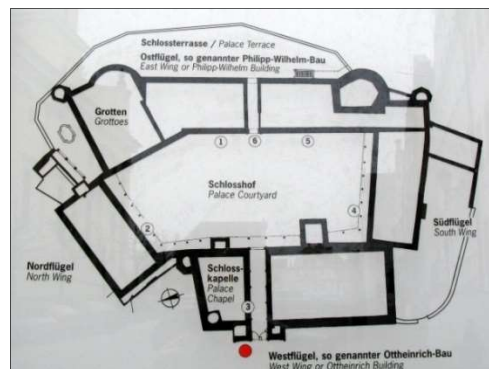 Schlossterrasse / Palace Terrace
Ostflügel, so genannter Philipp-Wilhelm-Bau
East Wing or Philipp-Wilhelm Building
Grotten
Grottoes
1
6
5
Schlosshof
Palace Courtyard
4
2
Südflügel
South Wing
Nordflügel
North Wing
Schloss-
kapelle
Palace
Chapel
3
Westflügel, so genannter Ottheinrich-Bau
West Wing or Ottheinrich Building